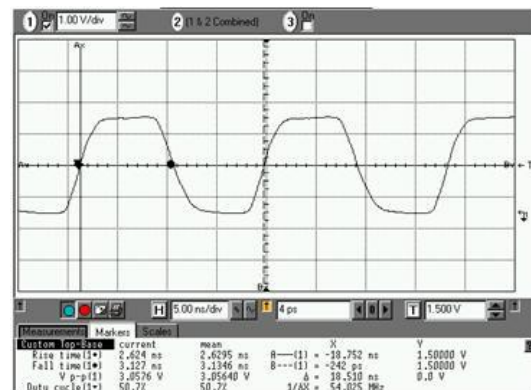 1 On 1.00 V/div 2 (1 & 2 Combined) 3 On
Ax
H 5.00 ns/div 4 ps T 1.500 V
Measurements Markers Scales
Custom Top-Base current mean X Y
Rise time(1•) 2.624 ns 2.6295 ns A---(1) = -18.752 ns 1.50000 V
Fall time(1•) 3.127 ns 3.1346 ns B---(1) = -242 ps 1.50000 V
V p-p(1) 3.0576 V 3.05640 V Δ = 18.510 ns 0.0 V
Duty cycle(1•) 50.7% 50.7% 1/ΔX = 54.025 MHz